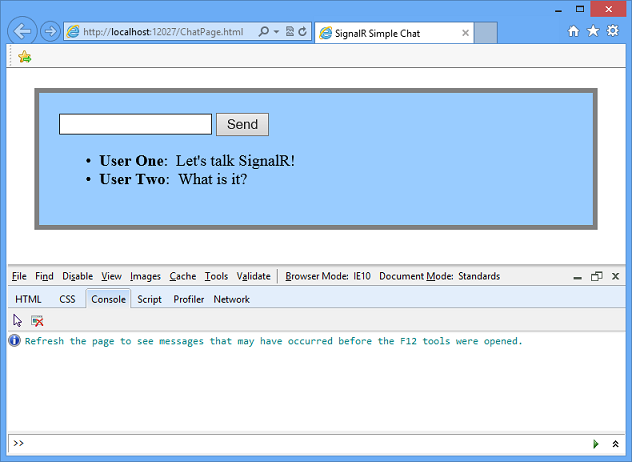 http://localhost:12027/ChatPage.html
SignalR Simple Chat
Send
• User One: Let's talk SignalR!
• User Two: What is it?
File Find Disable View Images Cache Tools Validate Browser Mode: IE10 Document Mode: Standards
HTML CSS Console Script Profiler Network
Refresh the page to see messages that may have occurred before the F12 tools were opened.
>>